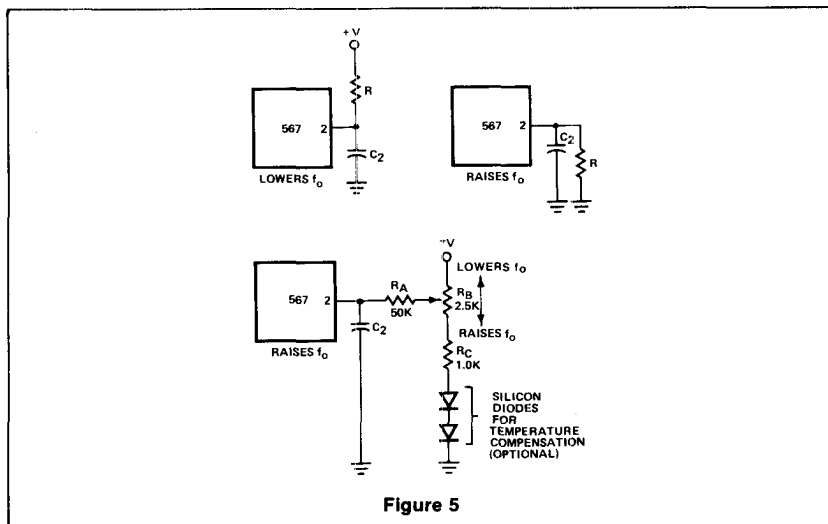 +V
R
567 2
C2
LOWERS fo
567 2
C2
R
RAISES fo
+V
LOWERS fo
RA
50K
RB
2.5K
567 2
C2
RAISES fo
RAISES fo
RC
1.0K
SILICON
DIODES
FOR
TEMPERATURE
COMPENSATION
(OPTIONAL)
Figure 5